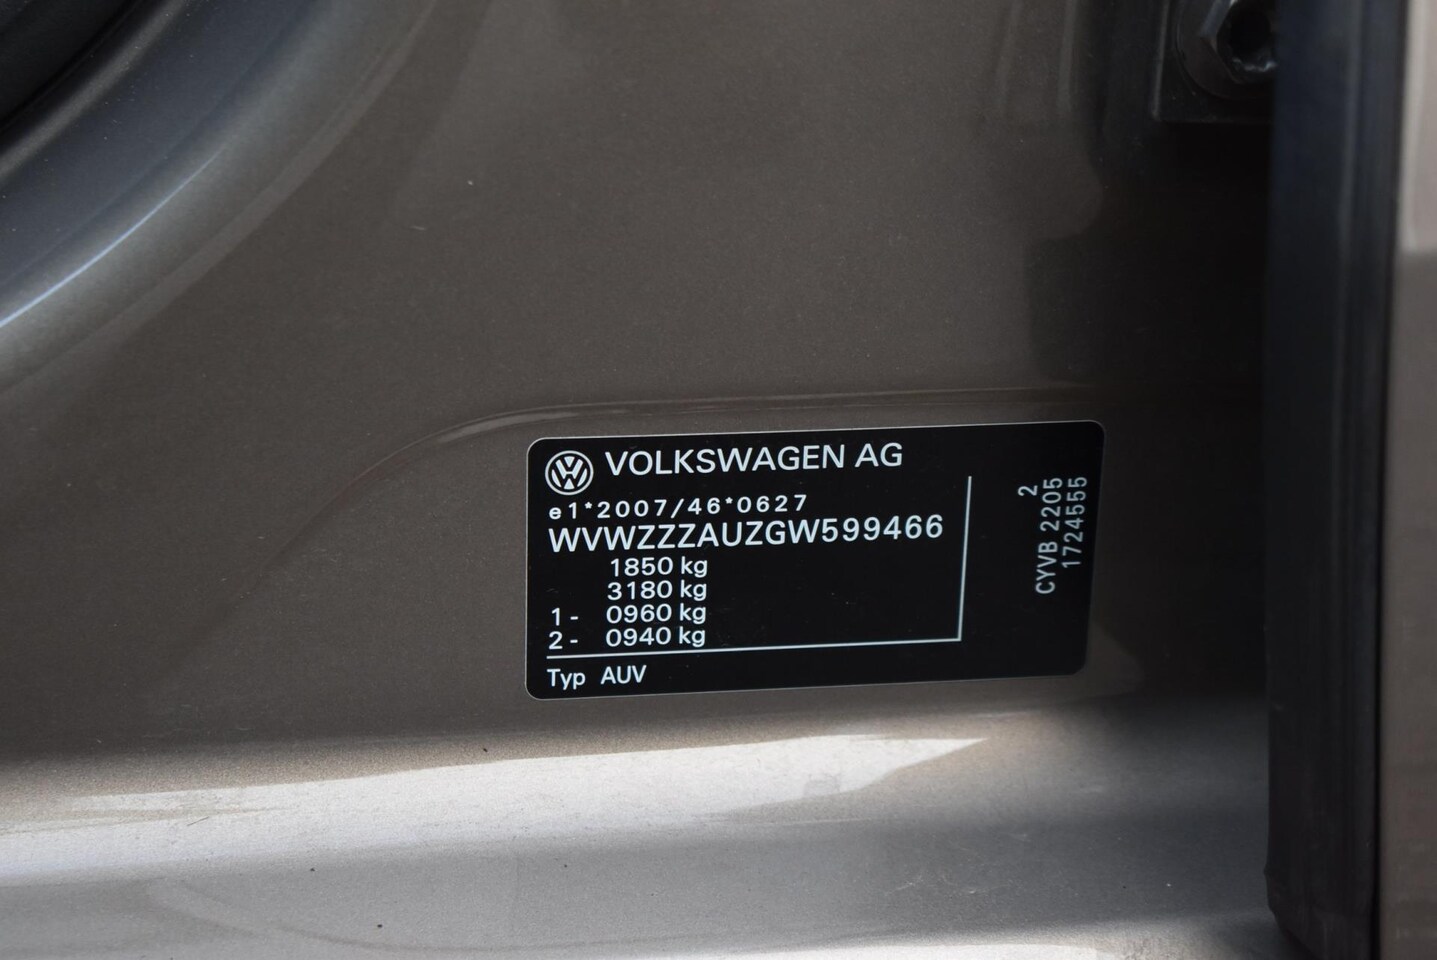 VOLKSWAGEN AG
e1*2007/46*0627
WVWZZZAUZGW599466
1850 kg
3180 kg
1 - 0960 kg
2 - 0940 kg
Typ AUV
2
CYVB 2205
1724555